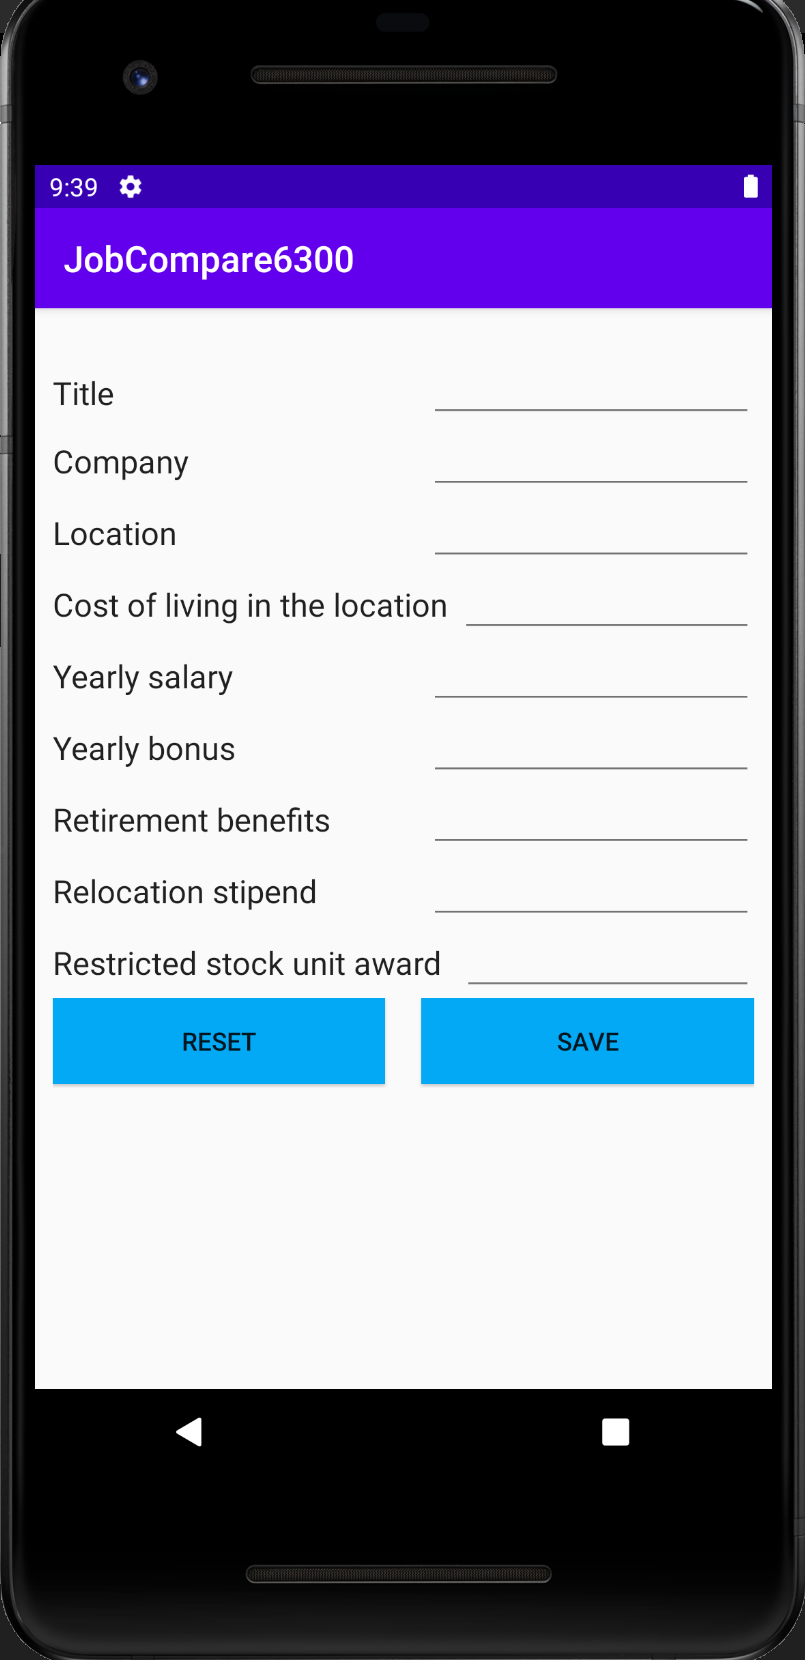 9:39
JobCompare6300
Title
Company
Location
Cost of living in the location
Yearly salary
Yearly bonus
Retirement benefits
Relocation stipend
Restricted stock unit award
RESET SAVE